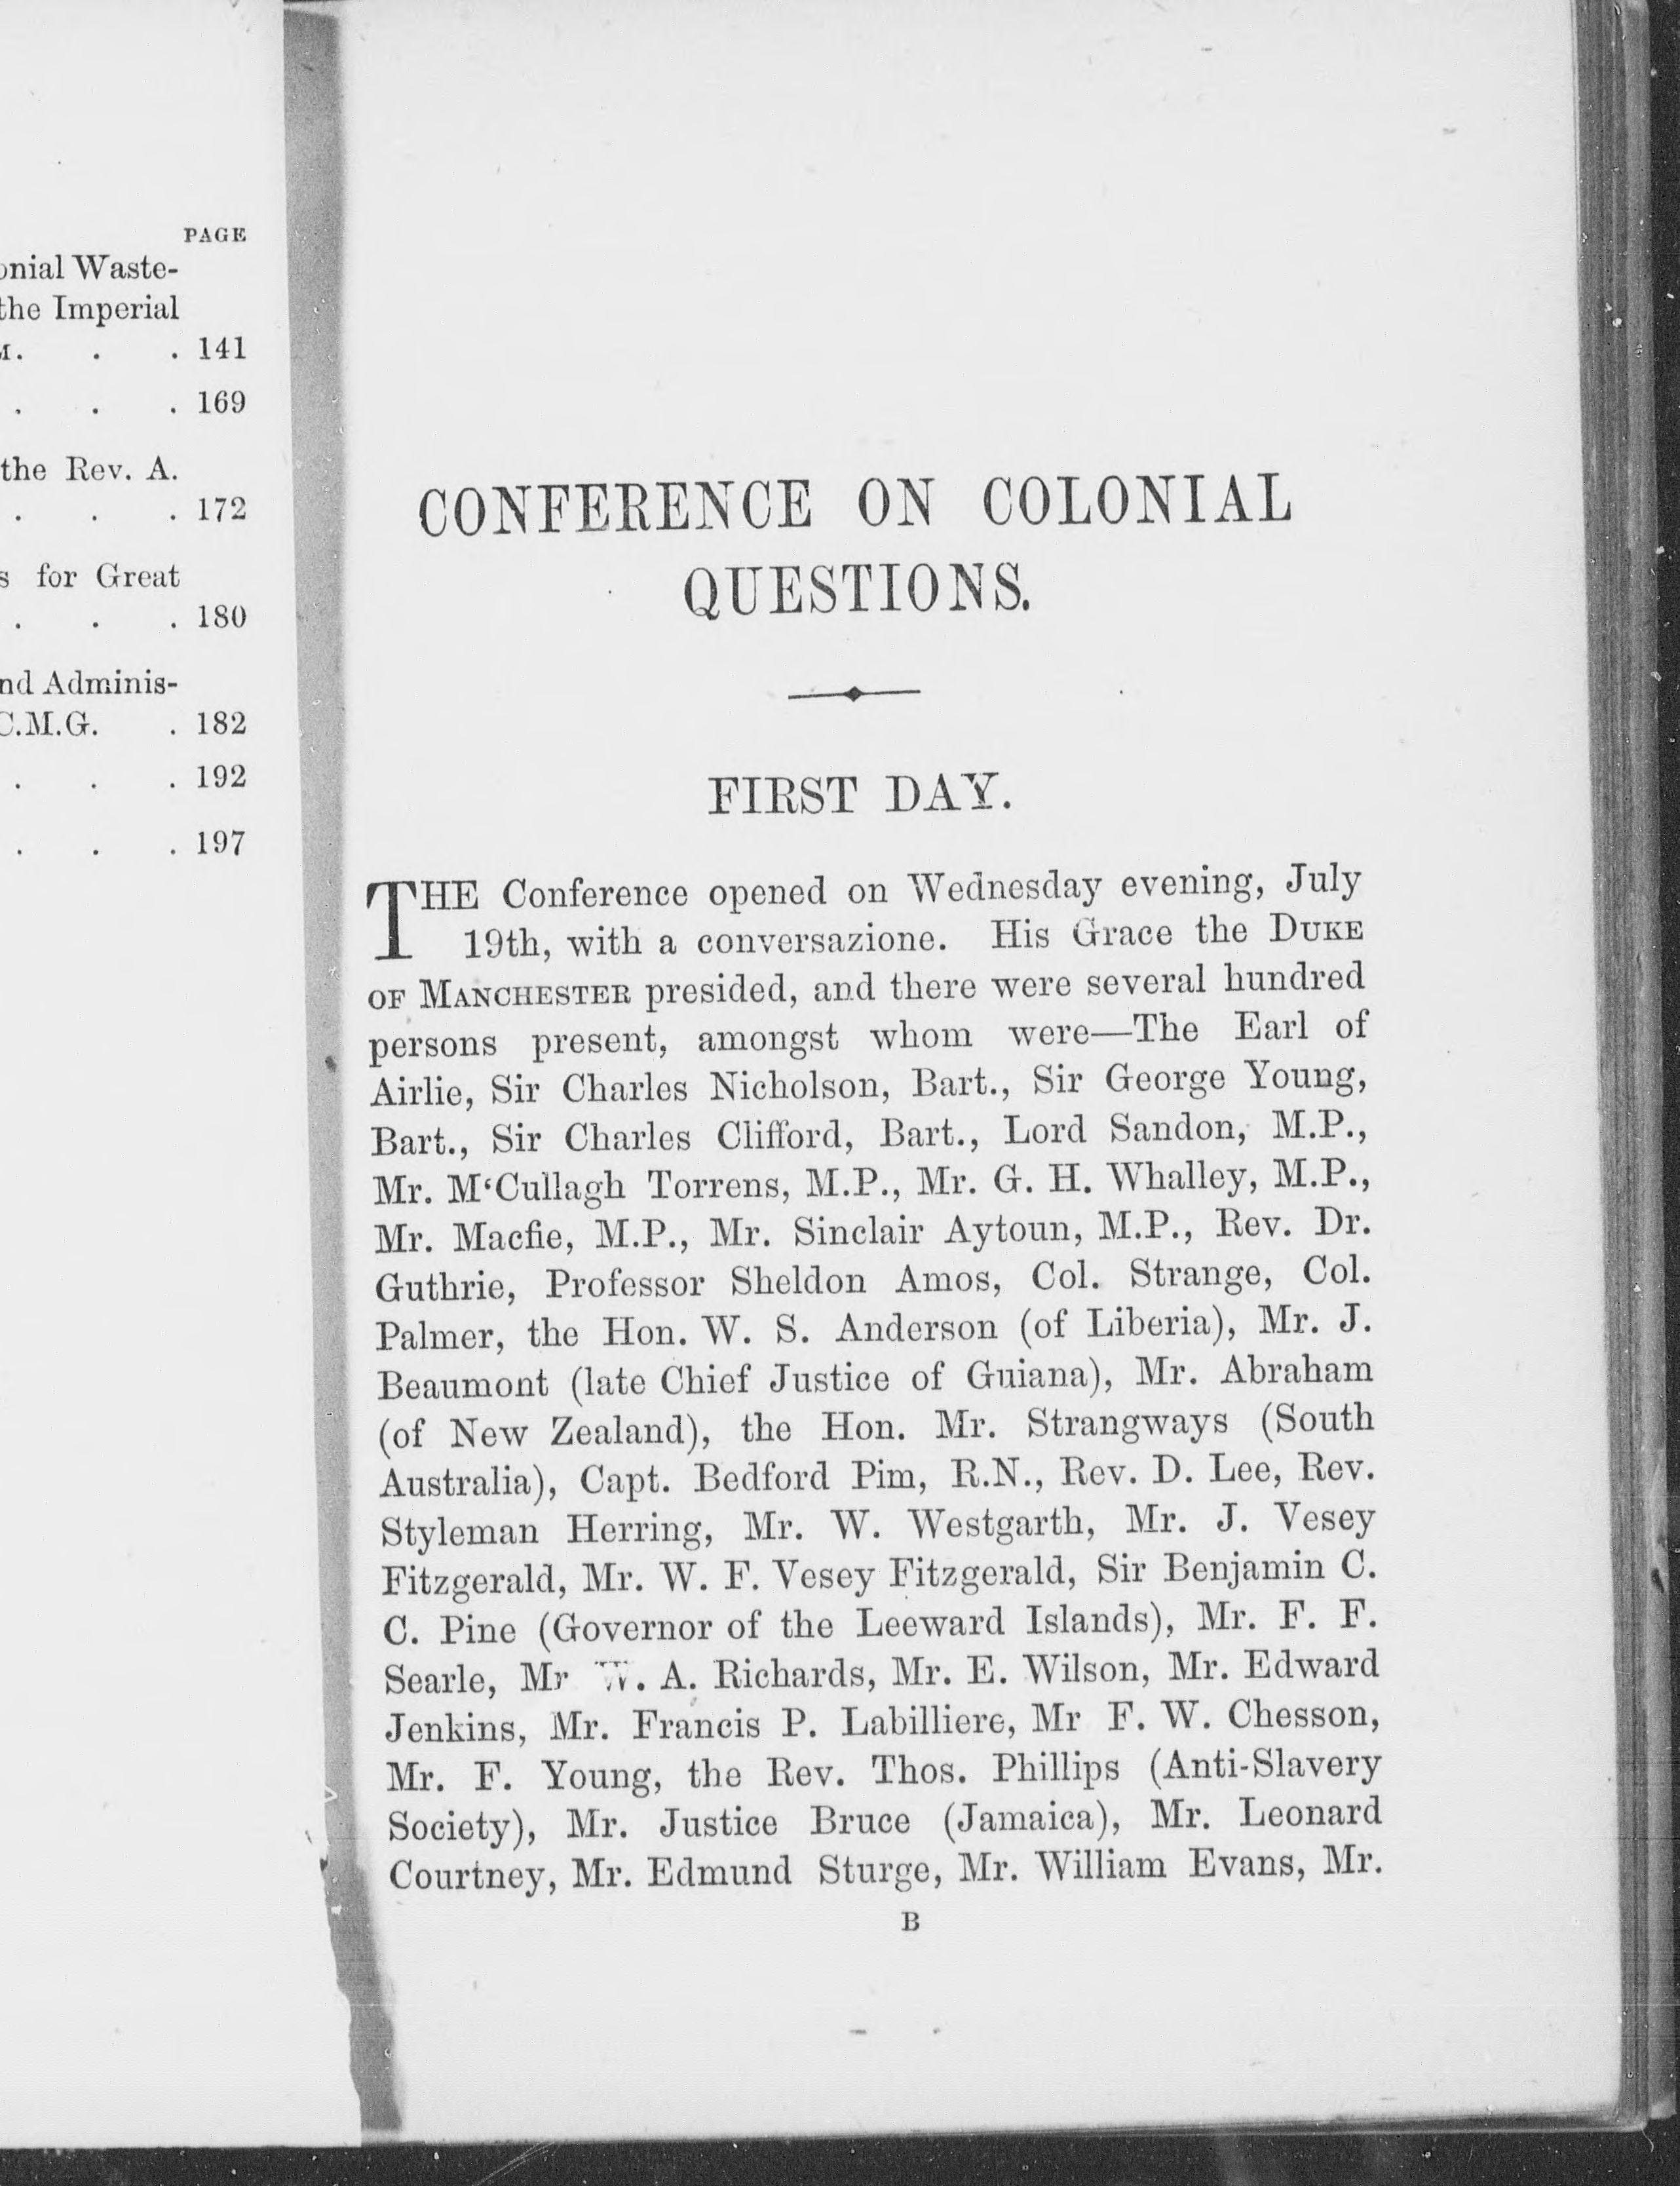 PAGE
Waste-
the Imperial
. . 141
. . . 169
the Rev. A.
. . . 172
for Great
. . . 180
Adminis-
C.M.G. . 182
. . . 192
. . . 197
CONFERENCE ON COLONIAL
QUESTIONS.
FIRST DAY.
THE Conference opened on Wednesday evening, July
19th, with a conversazione. His Grace the DUKE
OF MANCHESTER presided, and there were several hundred
persons present, amongst whom were—The Earl of
Airlie, Sir Charles Nicholson, Bart., Sir George Young,
Bart., Sir Charles Clifford, Bart., Lord Sandon, M.P.,
Mr. M‘Cullagh Torrens, M.P., Mr. G. H. Whalley, M.P.,
Mr. Macfie, M.P., Mr. Sinclair Aytoun, M.P., Rev. Dr.
Guthrie, Professor Sheldon Amos, Col. Strange, Col.
Palmer, the Hon. W. S. Anderson (of Liberia), Mr. J.
Beaumont (late Chief Justice of Guiana), Mr. Abraham
(of New Zealand), the Hon. Mr. Strangways (South
Australia), Capt. Bedford Pim, R.N., Rev. D. Lee, Rev.
Styleman Herring, Mr. W. Westgarth, Mr. J. Vesey
Fitzgerald, Mr. W. F. Vesey Fitzgerald, Sir Benjamin C.
C. Pine (Governor of the Leeward Islands), Mr. F. F.
Searle, Mr W. A. Richards, Mr. E. Wilson, Mr. Edward
Jenkins, Mr. Francis P. Labilliere, Mr F. W. Chesson,
Mr. F. Young, the Rev. Thos. Phillips (Anti-Slavery
Society), Mr. Justice Bruce (Jamaica), Mr. Leonard
Courtney, Mr. Edmund Sturge, Mr. William Evans, Mr.
B